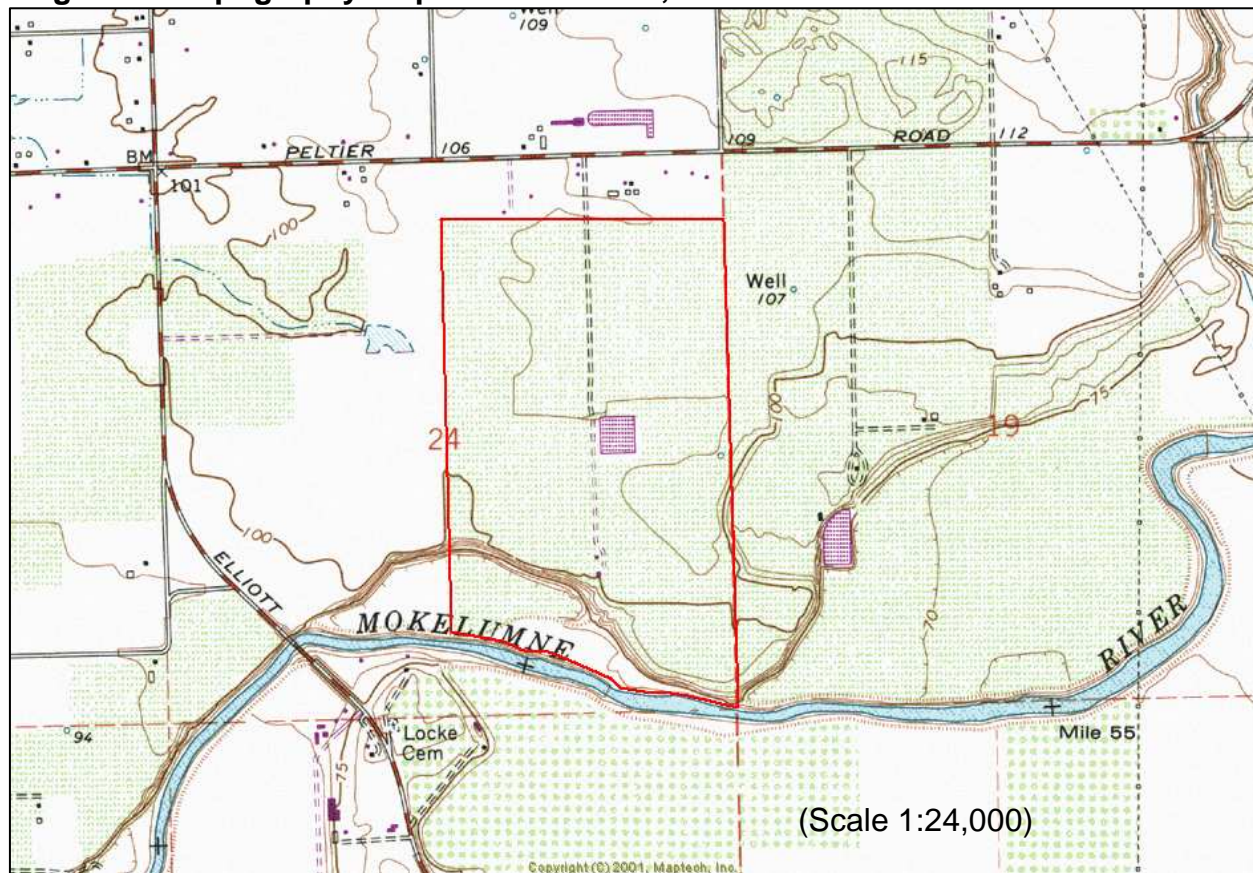 Well
109
115
PELTIER
106
109
ROAD
112
BM
101
100
Well
107
100
75
24
19
100
ELLIOTT
MOKELUMNE
70
RIVER
Mile 55
94
Locke
Cem
75
(Scale 1:24,000)
Copyright (C) 2001, Maptech, Inc.